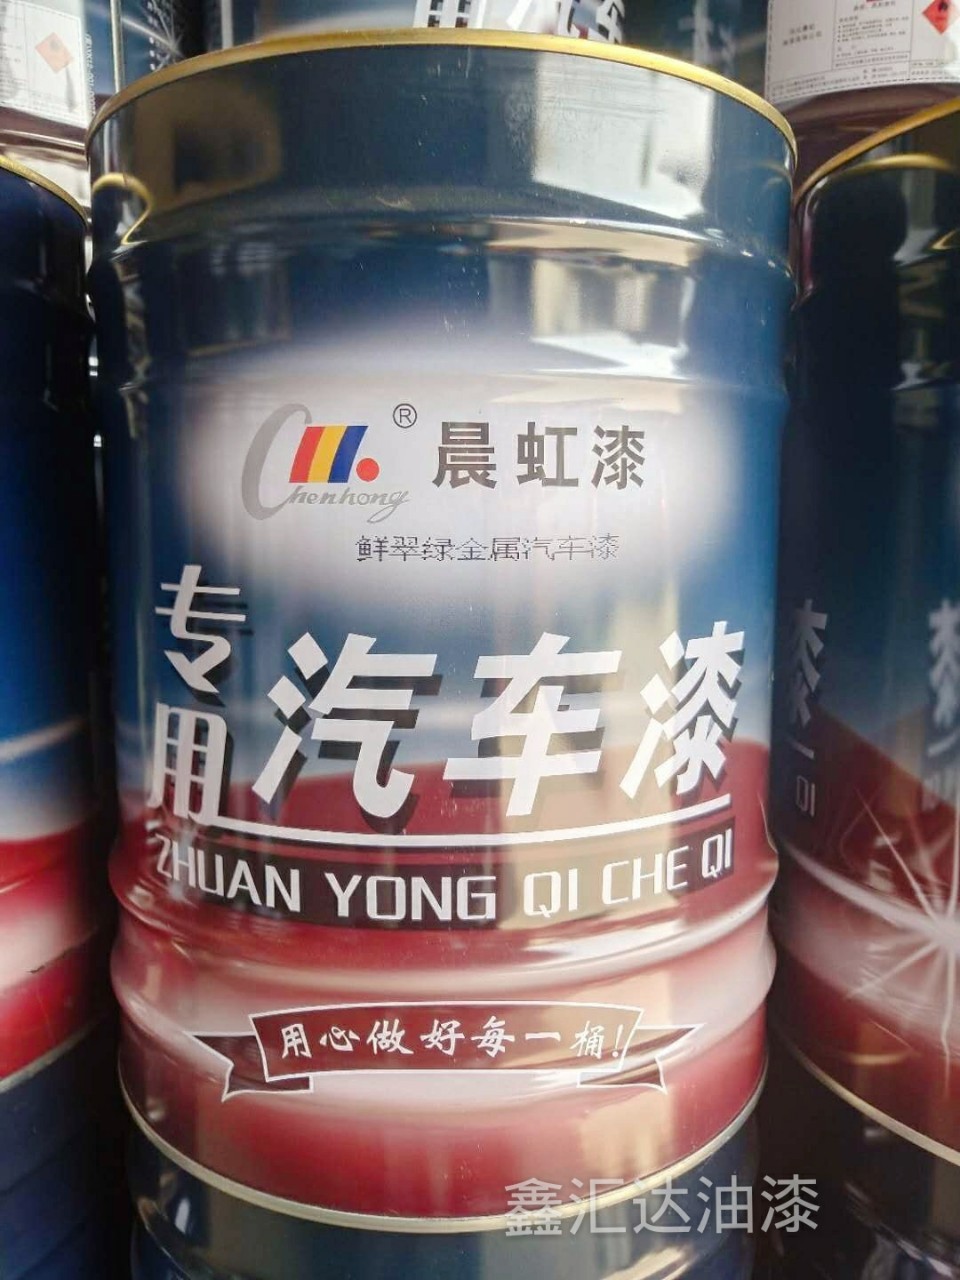 Chenhong
®
晨虹漆
鲜翠绿金属汽车漆
专用
汽车漆
ZHUAN YONG QI CHE QI
用心做好每一桶!
鑫汇达油漆